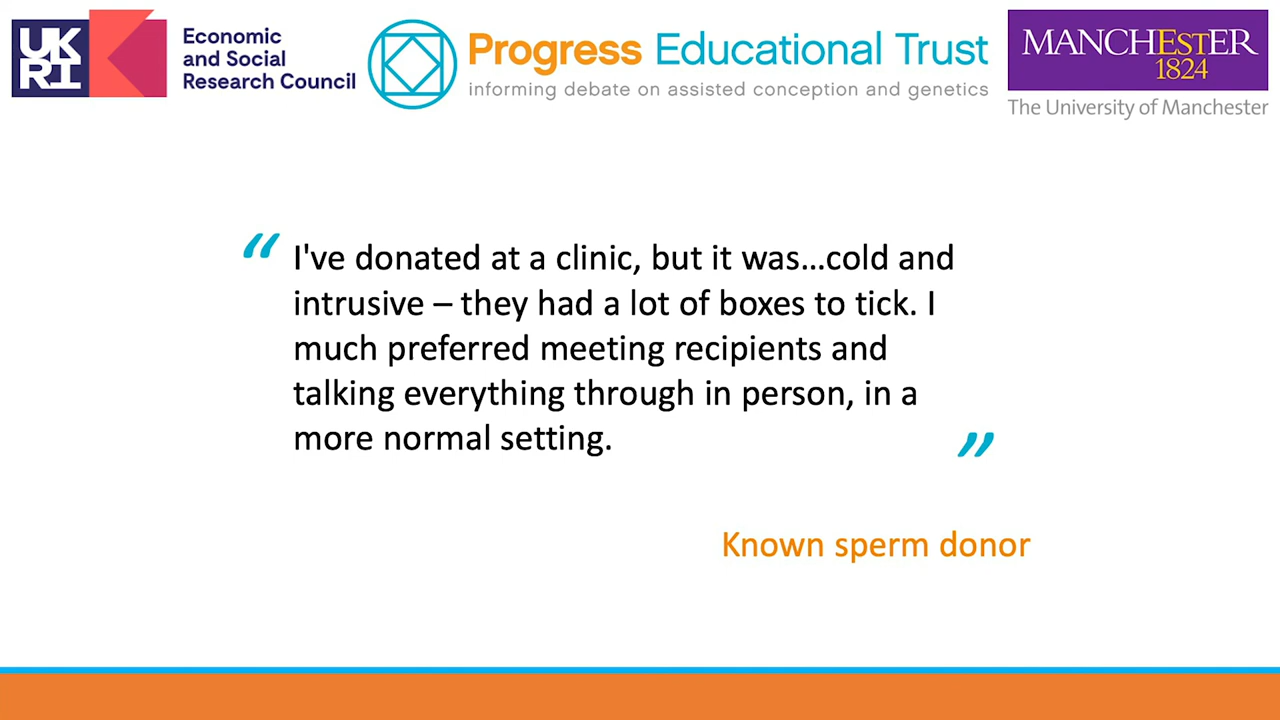 UK
RI
Economic
and Social
Research Council
Progress Educational Trust
informing debate on assisted conception and genetics
MANCHESTER
1824
The University of Manchester
“ I've donated at a clinic, but it was…cold and
intrusive – they had a lot of boxes to tick. I
much preferred meeting recipients and
talking everything through in person, in a
more normal setting. ”
Known sperm donor